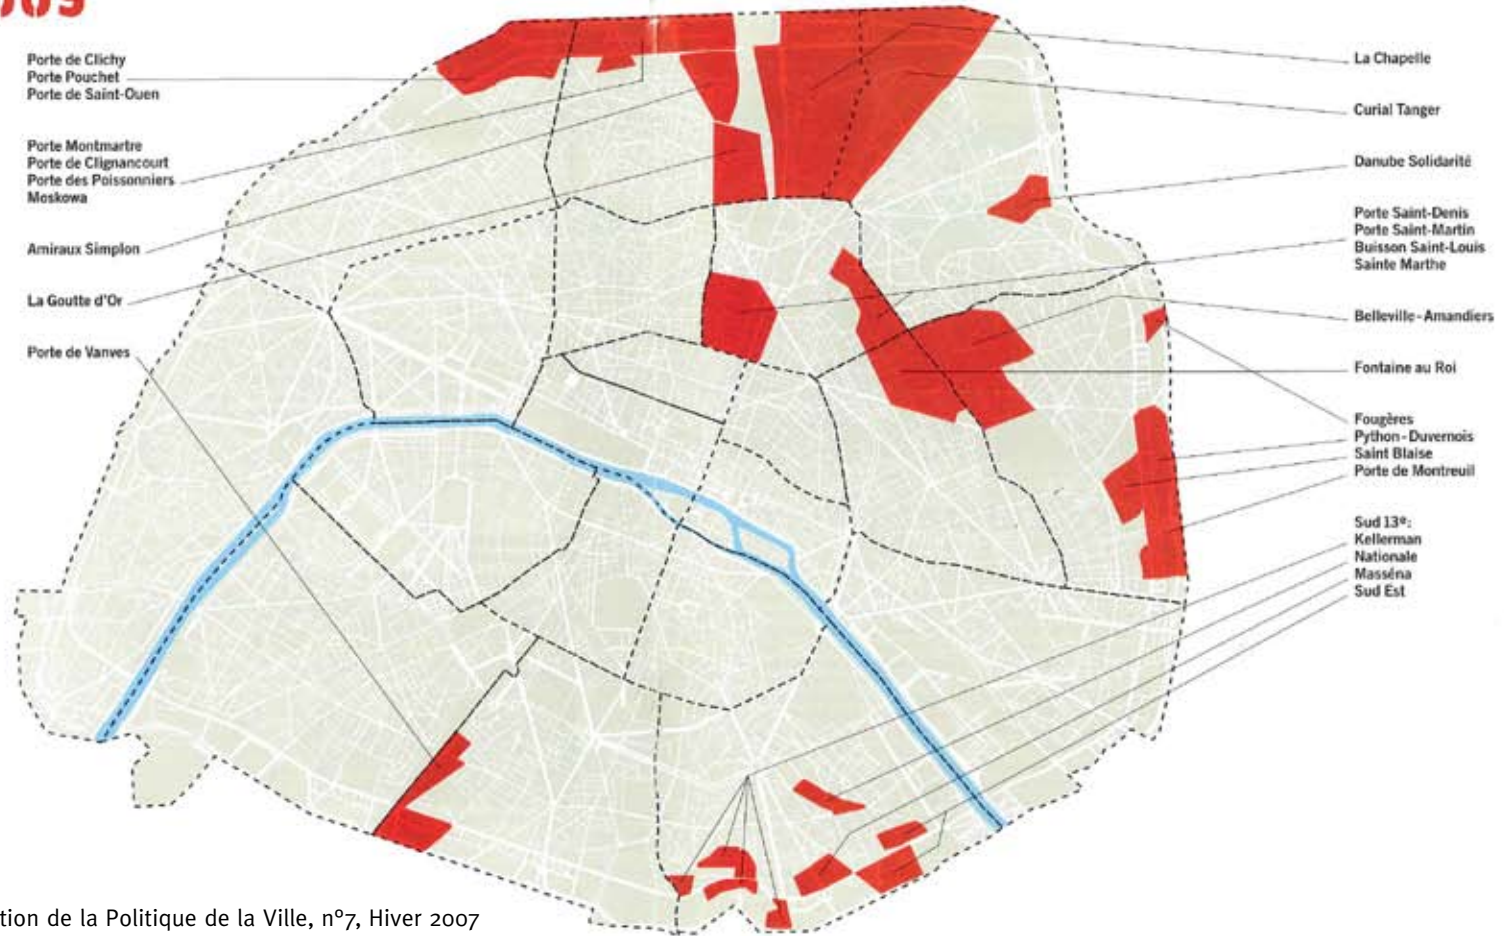 Porte de Clichy
Porte Pouchet
Porte de Saint-Ouen
Porte Montmartre
Porte de Clignancourt
Porte des Poissonniers
Moskowa
Amiraux Simplon
La Goutte d'Or
Porte de Vanves
La Chapelle
Curial Tanger
Danube Solidarité
Porte Saint-Denis
Porte Saint-Martin
Buisson Saint-Louis
Sainte Marthe
Belleville-Amandiers
Fontaine au Roi
Fougères
Python-Duvernois
Saint Blaise
Porte de Montreuil
Sud 13e:
Kellerman
Nationale
Masséna
Sud Est
tion de la Politique de la Ville, n°7, Hiver 2007